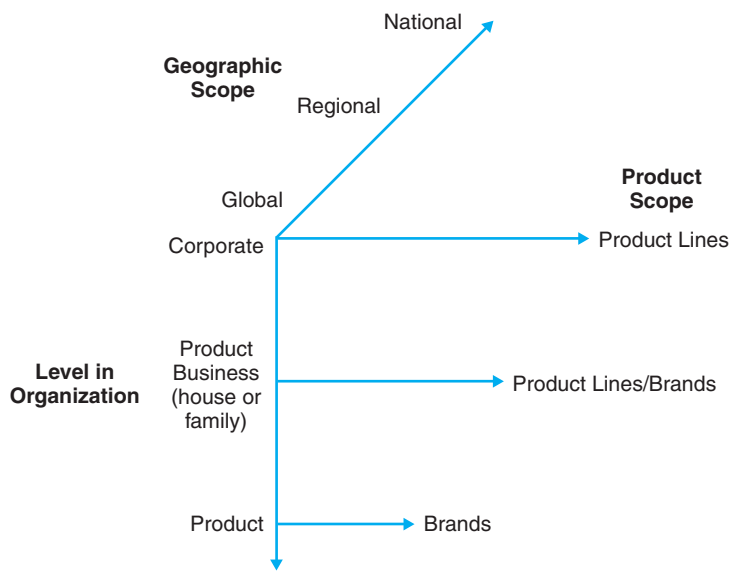 National
Geographic
Scope
Regional
Product
Scope
Global
Corporate
Product Lines
Product
Business
(house or
family)
Level in
Organization
Product Lines/Brands
Product
Brands